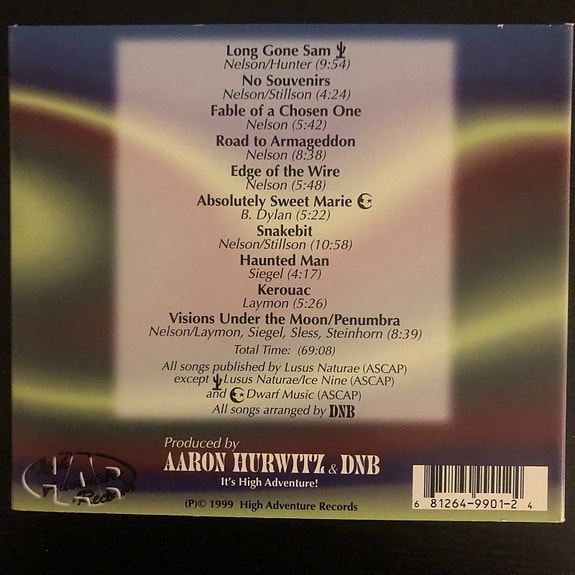 Long Gone Sam
Nelson/Hunter (9:54)
No Souvenirs
Nelson/Stillson (4:24)
Fable of a Chosen One
Nelson (5:42)
Road to Armageddon
Nelson (8:38)
Edge of the Wire
Nelson (5:48)
Absolutely Sweet Marie
B. Dylan (5:22)
Snakebit
Nelson/Stillson (10:58)
Haunted Man
Siegel (4:17)
Kerouac
Laymon (5:26)
Visions Under the Moon/Penumbra
Nelson/Laymon, Siegel, Sless, Steinhorn (8:39)
Total Time: (69:08)
All songs published by Lusus Naturae (ASCAP)
except Lusus Naturae/Ice Nine (ASCAP)
and Dwarf Music (ASCAP)
All songs arranged by DNB
Produced by
AARON HURWITZ & DNB
It's High Adventure!
(P)© 1999 High Adventure Records
HAR
Records
6 81264-9901-2 4